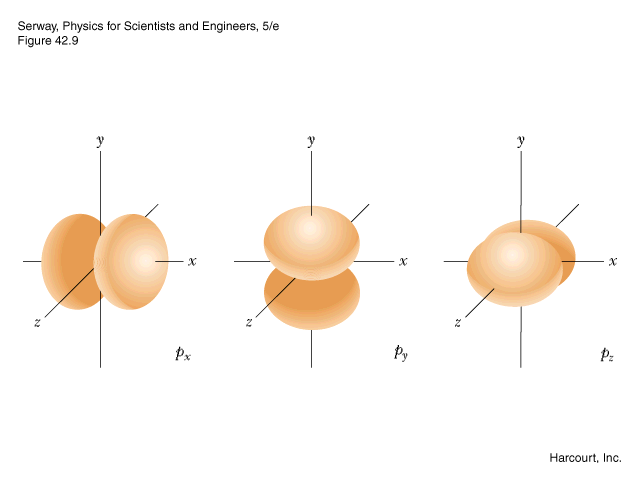 Serway, Physics for Scientists and Engineers, 5/e
Figure 42.9
y
y
y
x
x
x
z
z
z
px
py
pz
Harcourt, Inc.